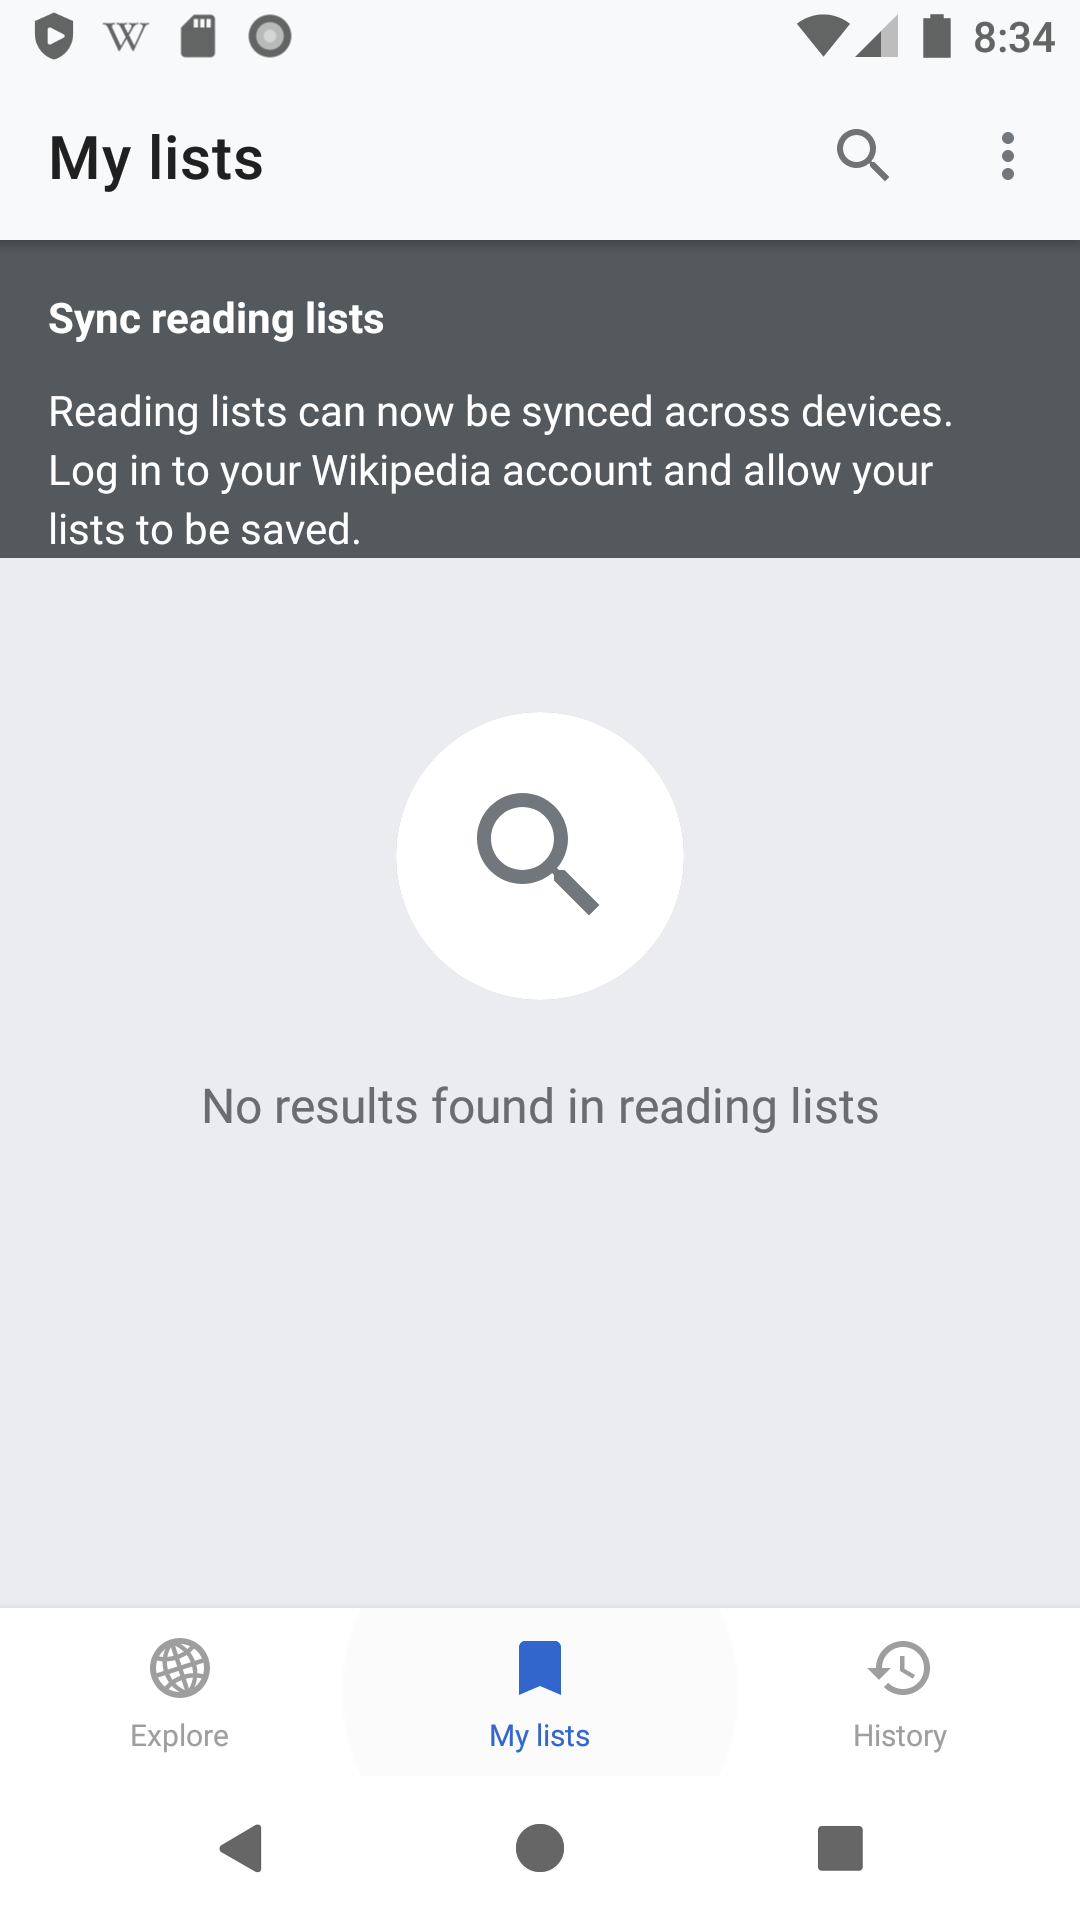 W
8:34
My lists
Sync reading lists
Reading lists can now be synced across devices.
Log in to your Wikipedia account and allow your
lists to be saved.
No results found in reading lists
Explore
My lists
History